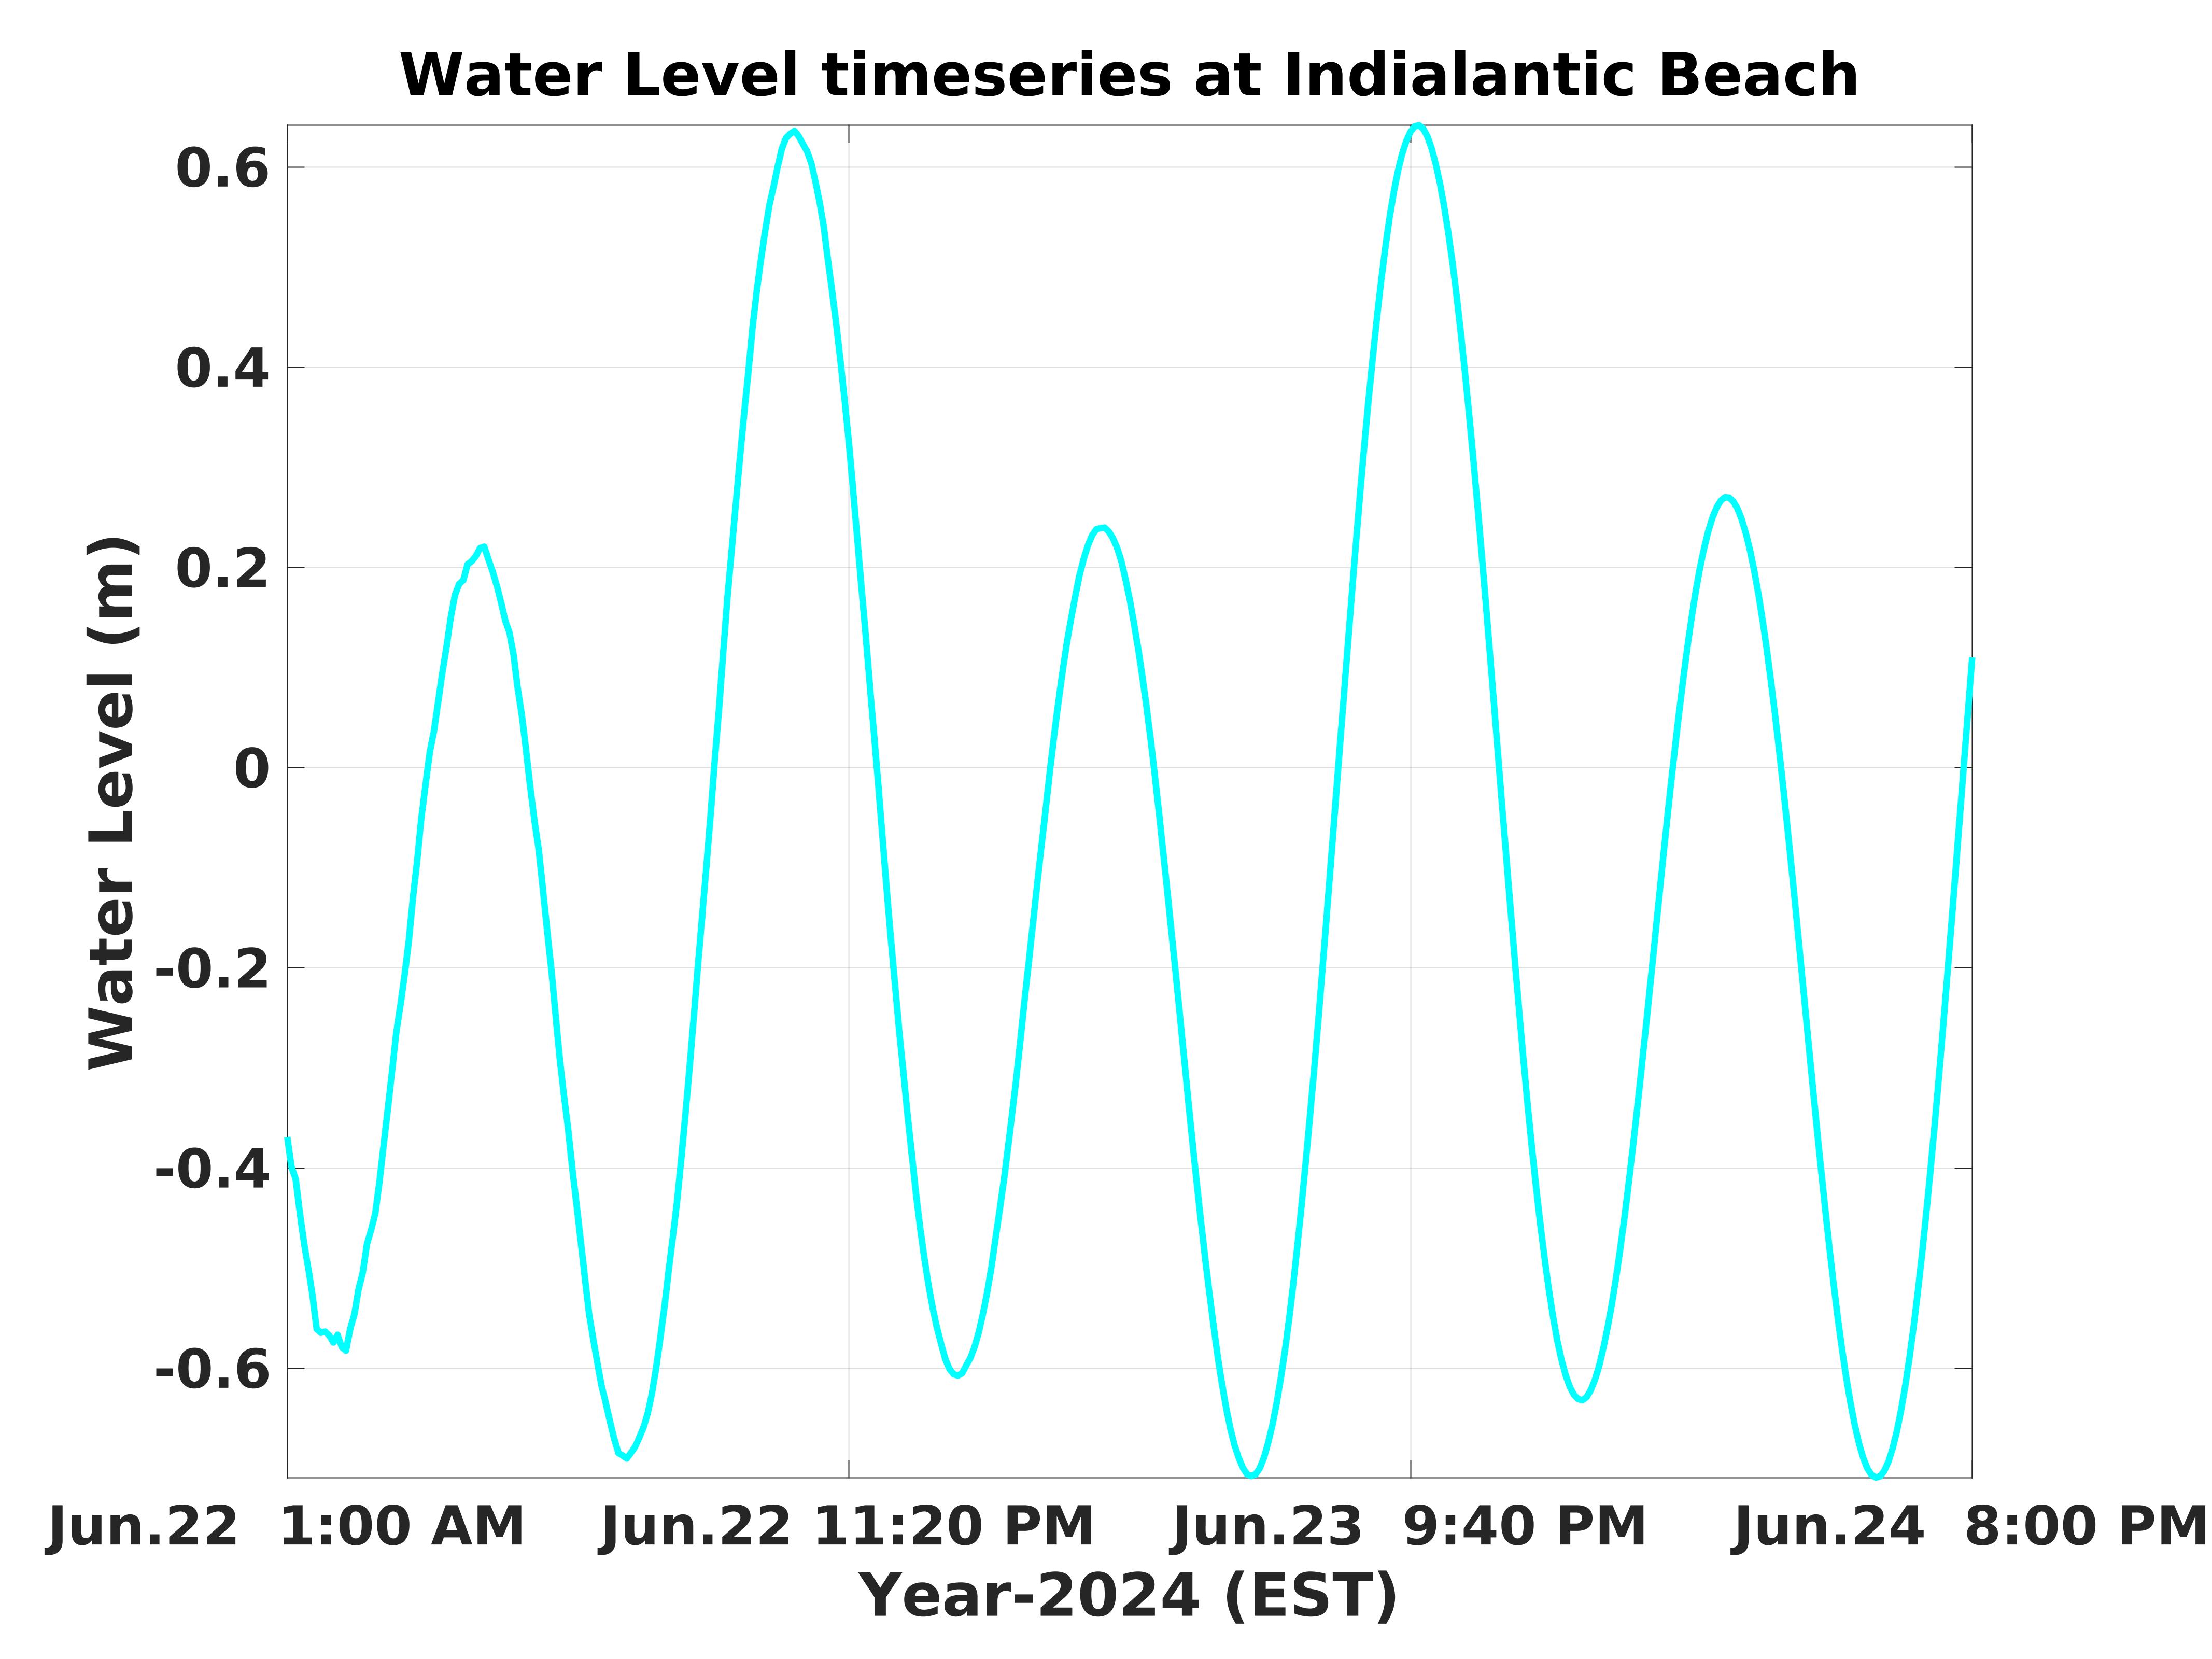 Water Level timeseries at Indialantic Beach
Water Level (m)
0.6
0.4
0.2
0
-0.2
-0.4
-0.6
Jun.22 1:00 AM Jun.22 11:20 PM Jun.23 9:40 PM Jun.24 8:00 PM
Year-2024 (EST)